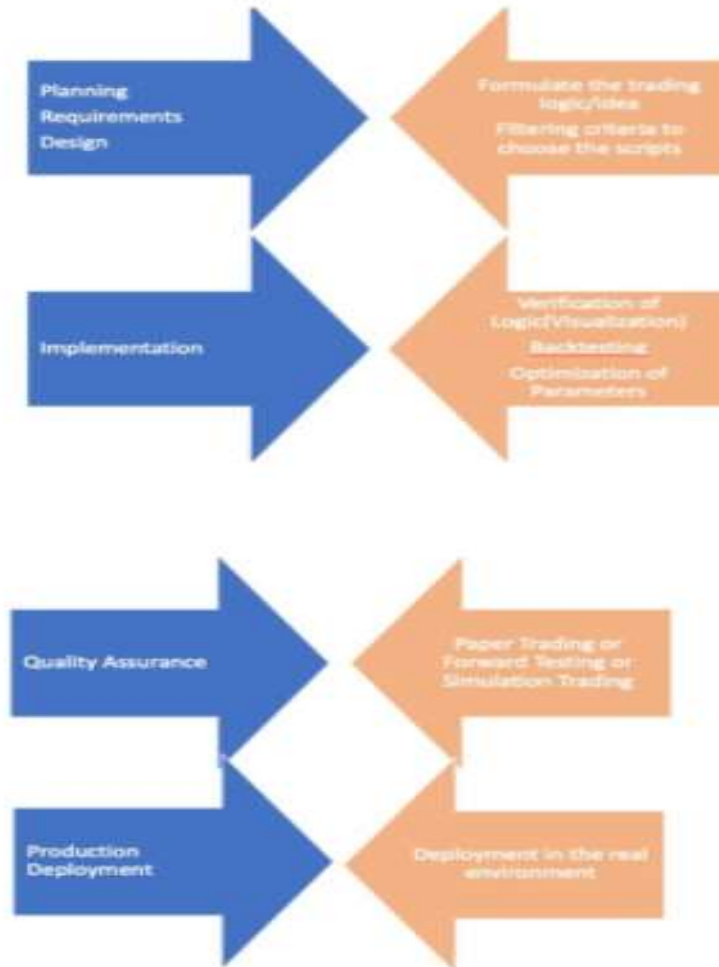 Planning
Requirements
Design
Formulate the trading
logic/idea
Filtering criteria to
choose the scripts
Implementation
Verification of
Logic(Visualization)
Backtesting
Optimization of
Parameters
Quality Assurance
Paper Trading or
Forward Testing or
Simulation Trading
Production
Deployment
Deployment in the real
environment